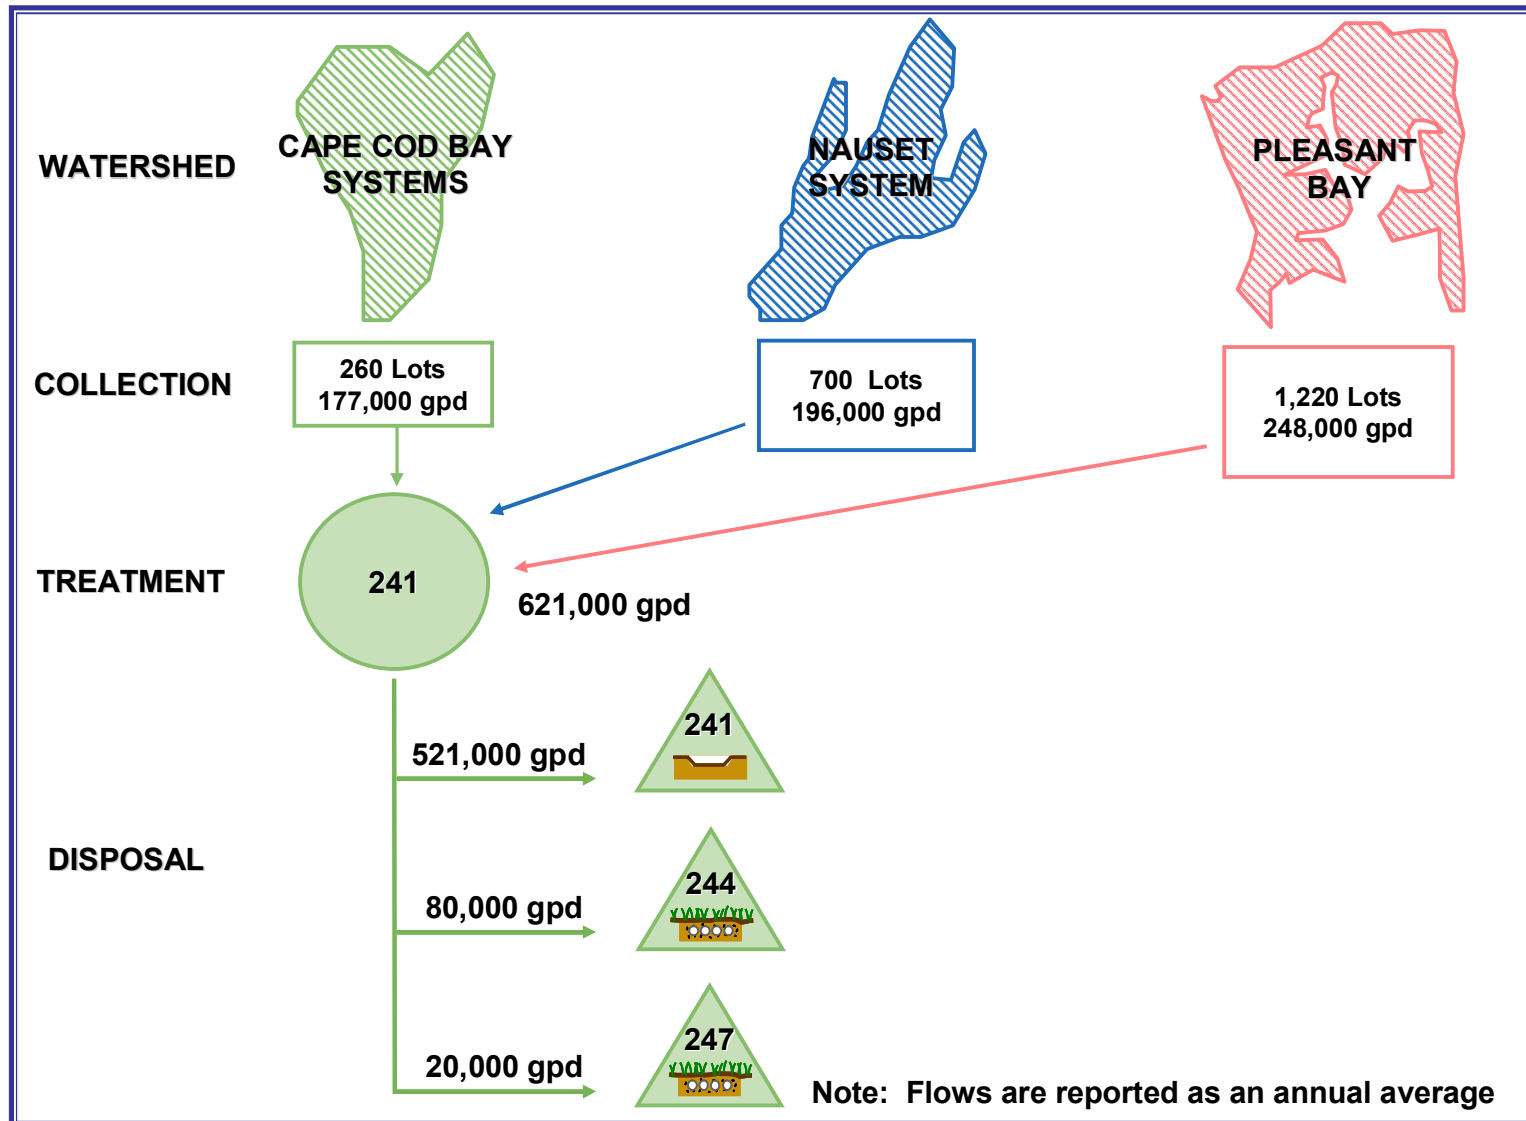 WATERSHED
CAPE COD BAY
SYSTEMS
NAUSET
SYSTEM
PLEASANT
BAY
COLLECTION
260 Lots
177,000 gpd
700 Lots
196,000 gpd
1,220 Lots
248,000 gpd
TREATMENT
241
621,000 gpd
DISPOSAL
521,000 gpd
241
80,000 gpd
244
20,000 gpd
247
Note: Flows are reported as an annual average